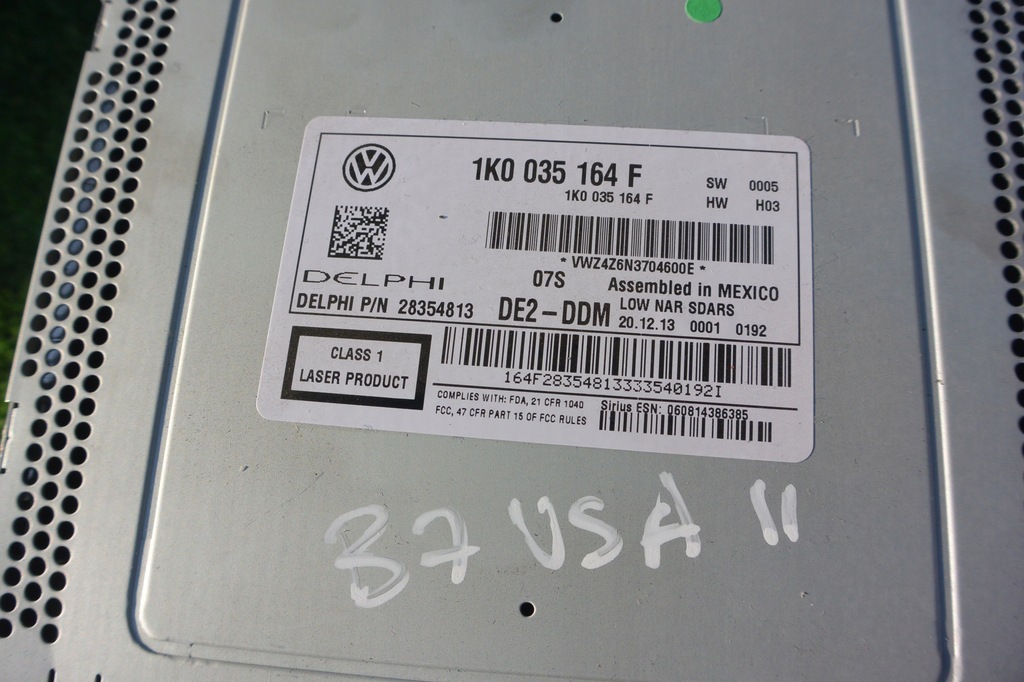 VW
1K0 035 164 F
1K0 035 164 F
SW 0005
HW H03
* VWZ4Z6N3704600E *
DELPHI
07S
Assembled in MEXICO
DELPHI P/N 28354813
DE2-DDM
LOW NAR SDARS
20.12.13 0001 0192
CLASS 1
LASER PRODUCT
164F28354813333540192I
COMPLIES WITH: FDA, 21 CFR 1040
FCC, 47 CFR PART 15 OF FCC RULES
Sirius ESN: 060814386385
B7 USA II